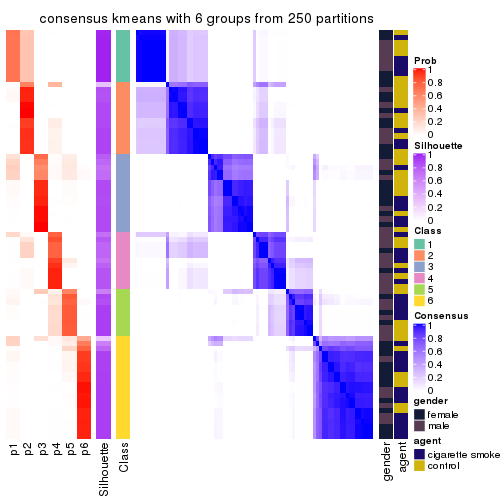 consensus kmeans with 6 groups from 250 partitions
Prob
1
0.8
0.6
0.4
0.2
0
Silhouette
1
0.8
0.6
0.4
0.2
0
Class
1
2
3
4
5
6
Consensus
1
0.8
0.6
0.4
0.2
0
gender
female
male
agent
cigarette smoke
control
p1
p2
p3
p4
p5
p6
Silhouette
Class
gender
agent